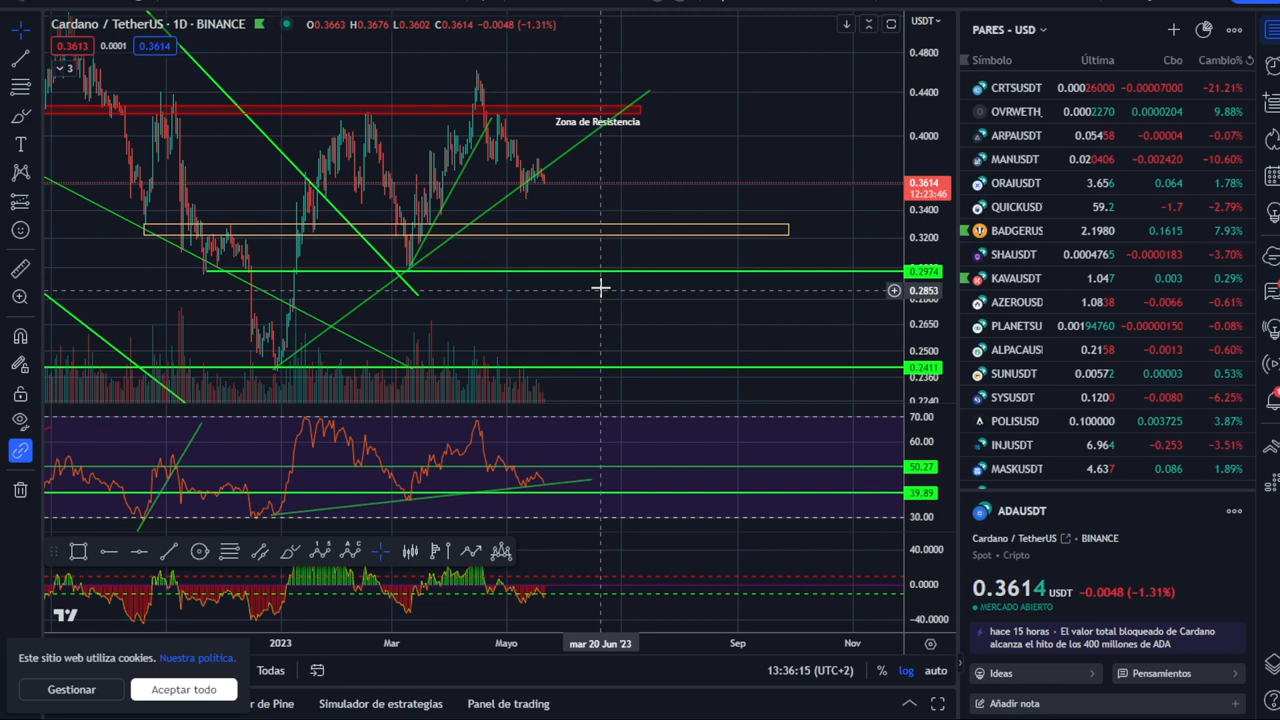 Cardano / TetherUS · 1D · BINANCE O0.3663 H0.3676 L0.3602 C0.3614 −0.0048 (−1.31%)
0.3613 0.0001 0.3614
3
USDT
0.4800
0.4400
0.4000
0.3614
12:23:46
0.3400
0.3200
0.2974
0.2853
0.2650
0.2500
0.2411
0.2360
0.2240
Zona de Resistencia
70.00
60.00
50.27
39.89
30.00
40.0000
0.0000
−40.0000
2023 Mar Mayo mar 20 Jun '23 Sep Nov
Todas
13:36:15 (UTC+2) % log auto
r de Pine Simulador de estrategias Panel de trading
Este sitio web utiliza cookies. Nuestra política.
Gestionar Aceptar todo
PARES - USD
Símbolo Última Cbo Cambio%
CRTSUSDT 0.00026000 −0.00007000 −21.21%
OVRWETH 0.0002270 0.0000204 9.88%
ARPAUSDT 0.05458 −0.00004 −0.07%
MANUSDT 0.020406 −0.002420 −10.60%
ORAIUSDT 3.656 0.064 1.78%
QUICKUSD 59.2 −1.7 −2.79%
BADGERUS 2.1980 0.1615 7.93%
SHAUSDT 0.0004765 −0.0000183 −3.70%
KAVAUSDT 1.047 0.003 0.29%
AZEROUSD 1.0838 −0.0066 −0.61%
PLANETSU 0.00194760 −0.00000150 −0.08%
ALPACAUS 0.2158 −0.0013 −0.60%
SUNUSDT 0.00572 0.00003 0.53%
SYSUSDT 0.1200 −0.0080 −6.25%
POLISUSD 0.100000 0.003725 3.87%
INJUSDT 6.964 −0.253 −3.51%
MASKUSDT 4.637 0.086 1.89%
ADAUSDT
Cardano / TetherUS · BINANCE
Spot · Cripto
0.3614 USDT −0.0048 (−1.31%)
MERCADO ABIERTO
hace 15 horas · El valor total bloqueado de Cardano
alcanza el hito de los 400 millones de ADA
Ideas Pensamientos
Añadir nota